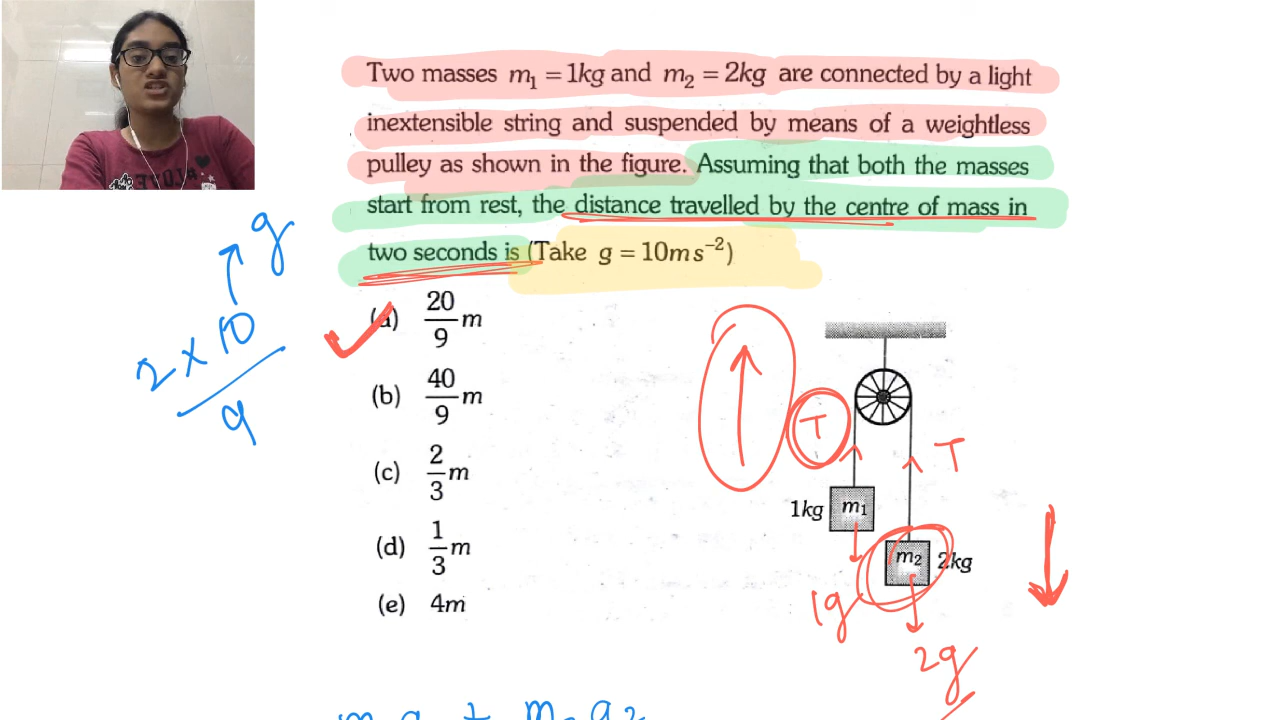 Two masses m₁ = 1kg and m₂ = 2kg are connected by a light
inextensible string and suspended by means of a weightless
pulley as shown in the figure. Assuming that both the masses
start from rest, the distance travelled by the centre of mass in
two seconds is (Take g = 10ms⁻²)
g
2 × 10
9
(a) 20/9 m
(b) 40/9 m
(c) 2/3 m
(d) 1/3 m
(e) 4m
T
T
1kg m₁
m₂ 2kg
1g
2g